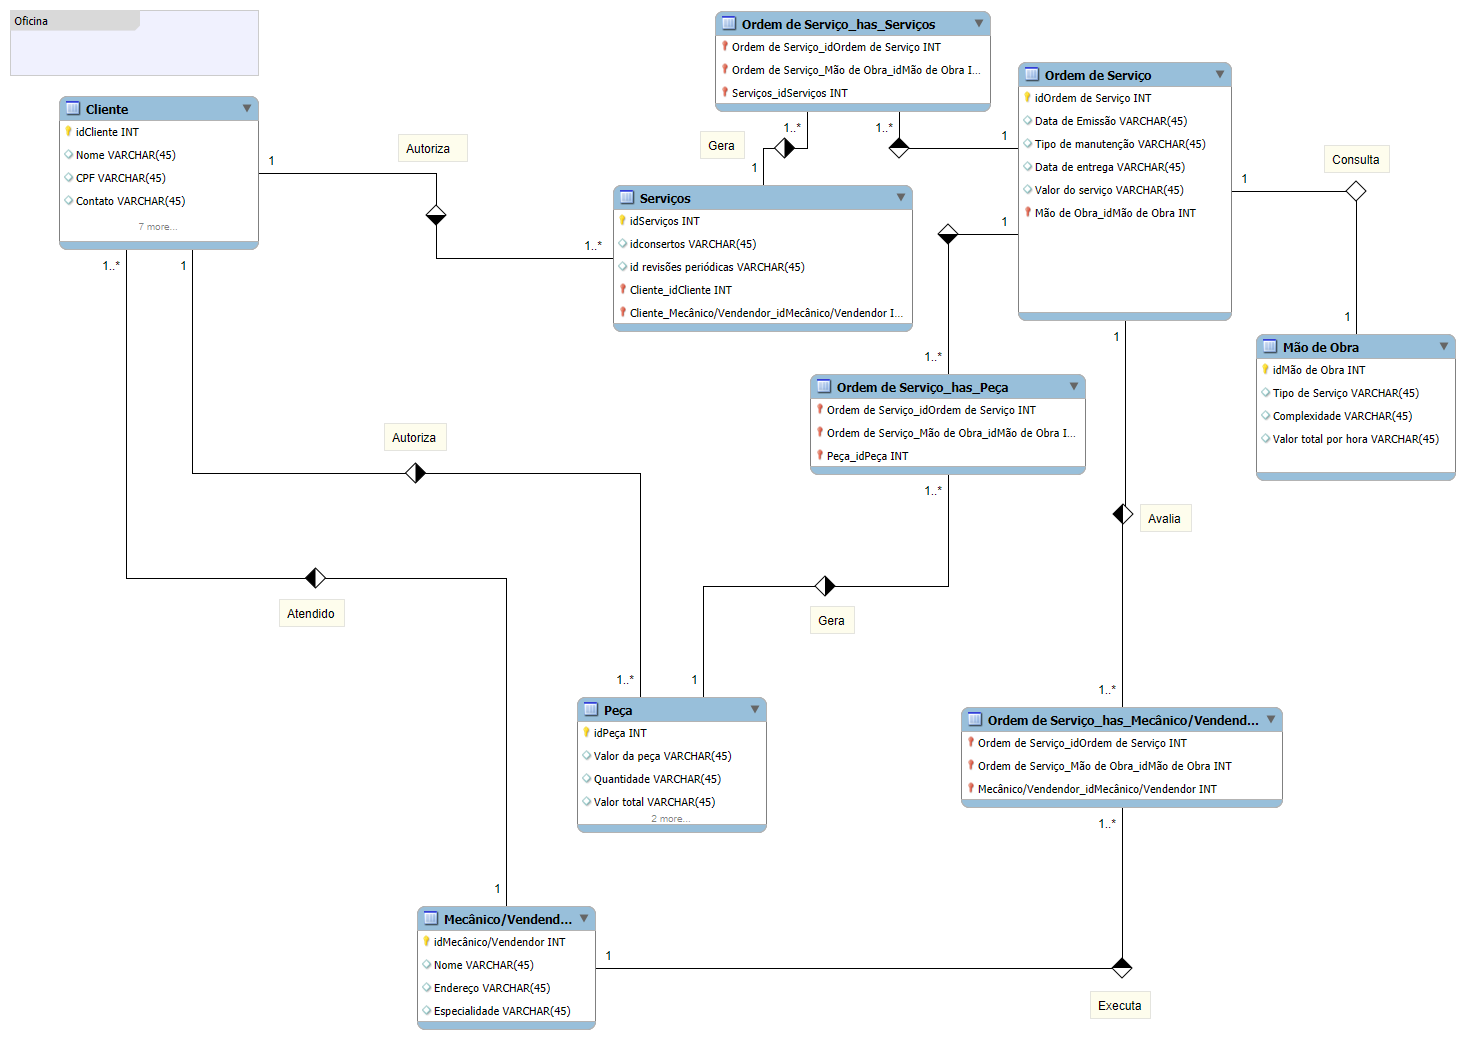 Oficina
Cliente
idCliente INT
Nome VARCHAR(45)
CPF VARCHAR(45)
Contato VARCHAR(45)
7 more...
1
Autoriza
1..*
1..*
1
Ordem de Serviço_has_Serviços
Ordem de Serviço_idOrdem de Serviço INT
Ordem de Serviço_Mão de Obra_idMão de Obra I...
Serviços_idServiços INT
1..*
1..*
Gera
1
1
Serviços
idServiços INT
idconsertos VARCHAR(45)
id revisões periódicas VARCHAR(45)
Cliente_idCliente INT
Cliente_Mecânico/Vendendor_idMecânico/Vendendor I...
Ordem de Serviço
idOrdem de Serviço INT
Data de Emissão VARCHAR(45)
Tipo de manutenção VARCHAR(45)
Data de entrega VARCHAR(45)
Valor do serviço VARCHAR(45)
Mão de Obra_idMão de Obra INT
1
1
Consulta
1
Mão de Obra
idMão de Obra INT
Tipo de Serviço VARCHAR(45)
Complexidade VARCHAR(45)
Valor total por hora VARCHAR(45)
1
1..*
Ordem de Serviço_has_Peça
Ordem de Serviço_idOrdem de Serviço INT
Ordem de Serviço_Mão de Obra_idMão de Obra I...
Peça_idPeça INT
1..*
Autoriza
Avalia
Atendido
Gera
1..*
1
1..*
Peça
idPeça INT
Valor da peça VARCHAR(45)
Quantidade VARCHAR(45)
Valor total VARCHAR(45)
2 more...
Ordem de Serviço_has_Mecânico/Vendend...
Ordem de Serviço_idOrdem de Serviço INT
Ordem de Serviço_Mão de Obra_idMão de Obra INT
Mecânico/Vendendor_idMecânico/Vendendor INT
1..*
1
Mecânico/Vendend...
idMecânico/Vendendor INT
Nome VARCHAR(45)
Endereço VARCHAR(45)
Especialidade VARCHAR(45)
1
Executa